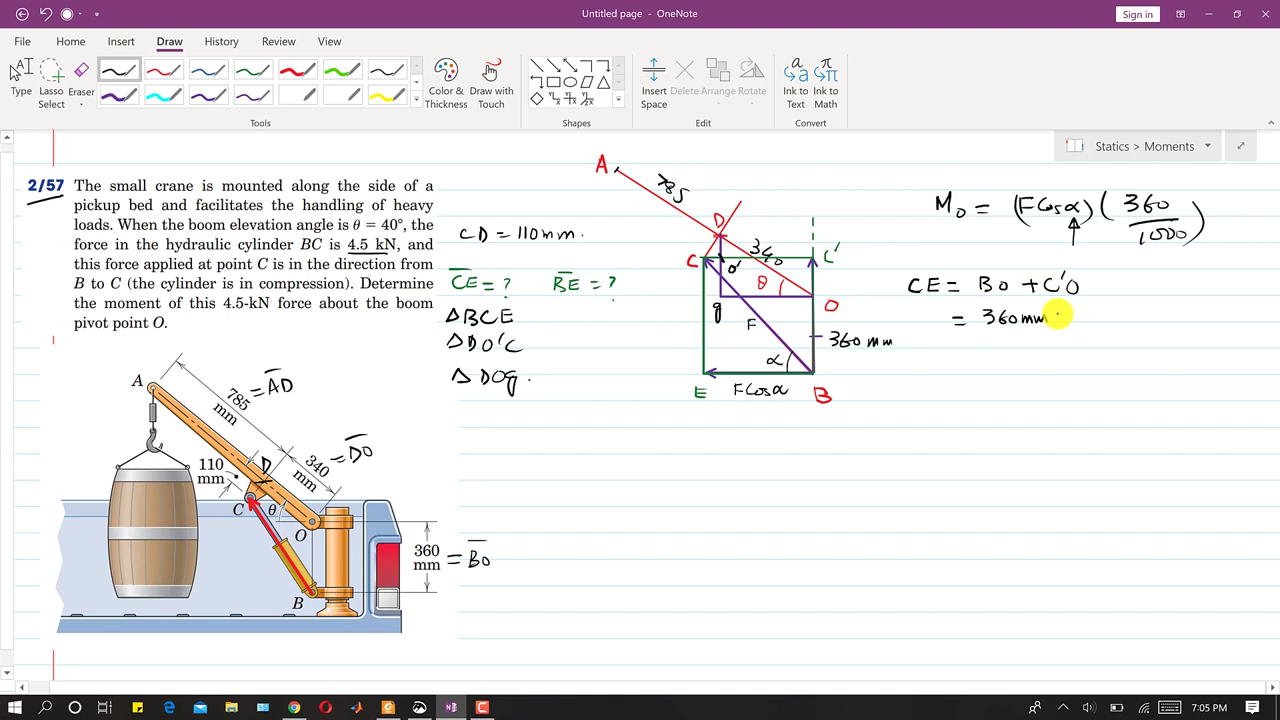 Untitled page - OneNote
Sign in
File
Home
Insert
Draw
History
Review
View
Type
Lasso Select
Eraser
Color & Thickness
Draw with Touch
Insert Space
Delete
Arrange
Rotate
Ink to Text
Ink to Math
Tools
Shapes
Edit
Convert
Statics > Moments
2/57 The small crane is mounted along the side of a
pickup bed and facilitates the handling of heavy
loads. When the boom elevation angle is θ = 40°, the
force in the hydraulic cylinder BC is 4.5 kN, and
this force applied at point C is in the direction from
B to C (the cylinder is in compression). Determine
the moment of this 4.5-kN force about the boom
pivot point O.
CD = 110mm.
CE = ? BE = ?
ΔBCE
ΔDO'C
ΔDOg.
A
785
D
340
C
O'
C'
θ
O
g
F
360 mm
α
E
FCosα
B
M₀ = (FCosα)(360/1000)
CE = BO + C'O
= 360mm
A
785 mm
= AD
D
340 mm
= DO
110 mm
C
θ
O
360 mm
= BO
B
7:05 PM